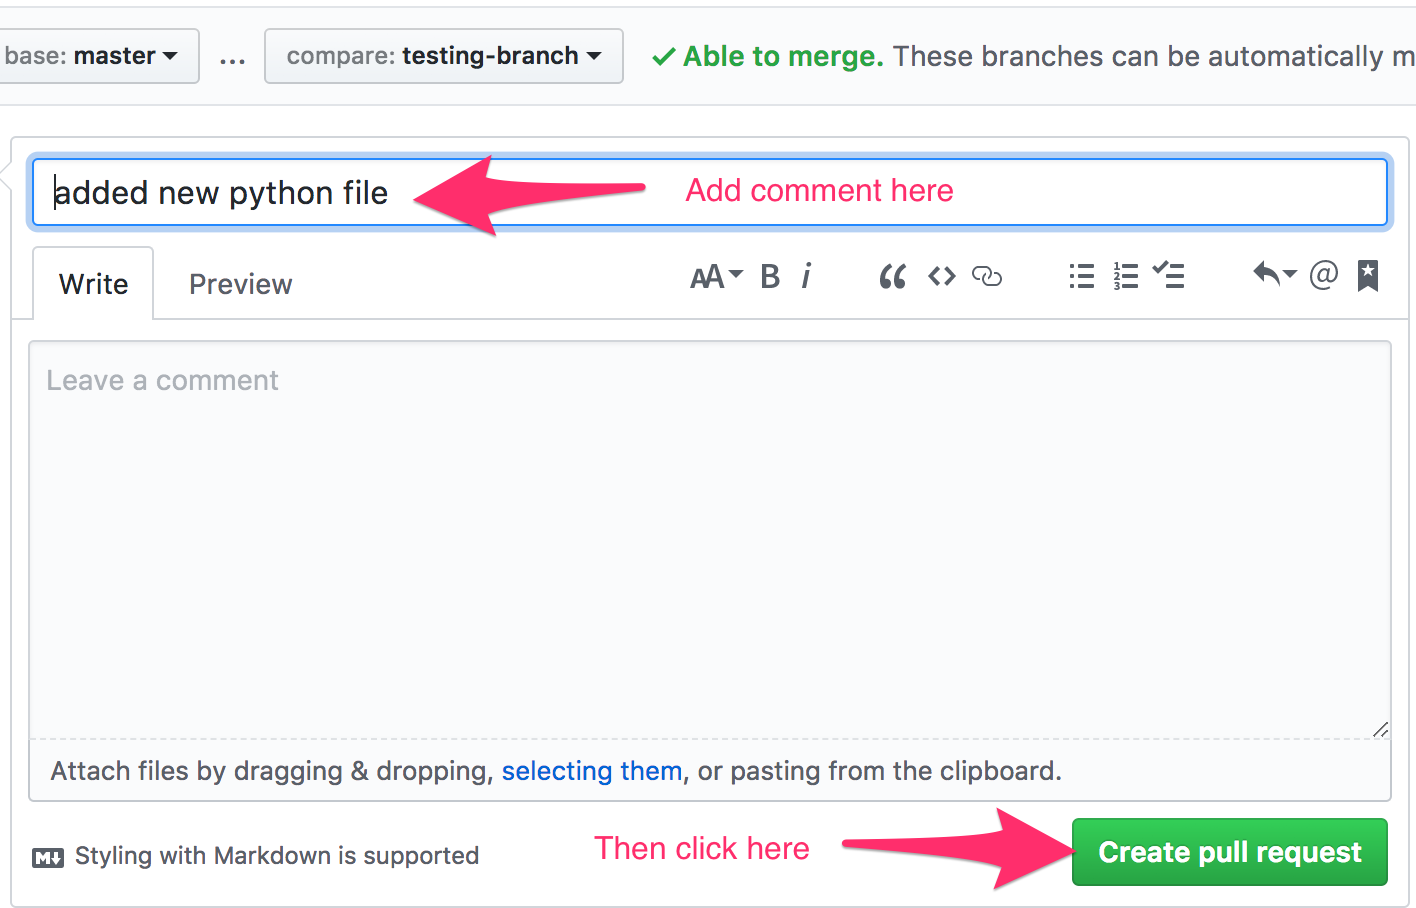 base: master ... compare: testing-branch Able to merge. These branches can be automatically m
added new python file Add comment here
Write Preview AA B i “ <> @
Leave a comment
Attach files by dragging & dropping, selecting them, or pasting from the clipboard.
M Styling with Markdown is supported Then click here Create pull request